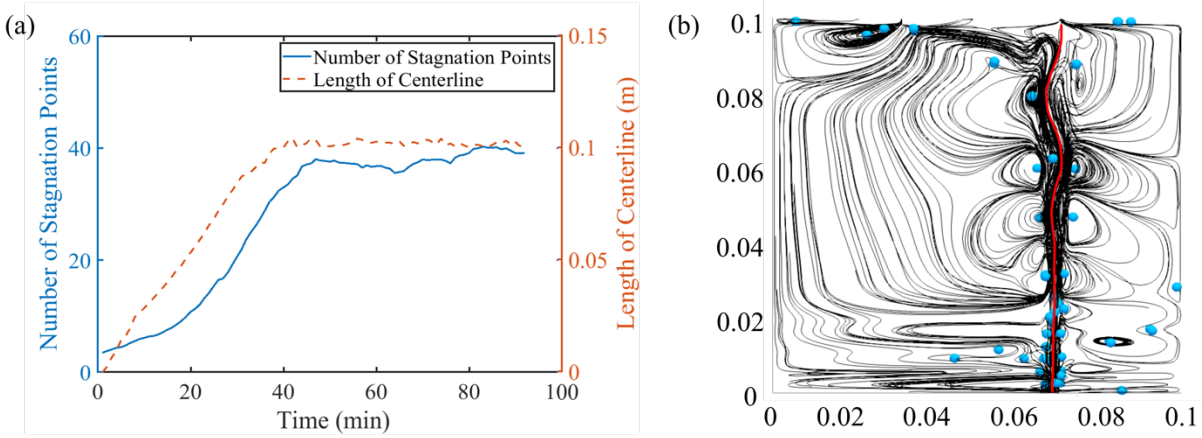 (a)
60
40
20
0
Number of Stagnation Points
Number of Stagnation Points
Length of Centerline
0.15
0.1
0.05
0
Length of Centerline (m)
0 20 40 60 80 100
Time (min)
(b)
0.1
0.08
0.06
0.04
0.02
0
0 0.02 0.04 0.06 0.08 0.1